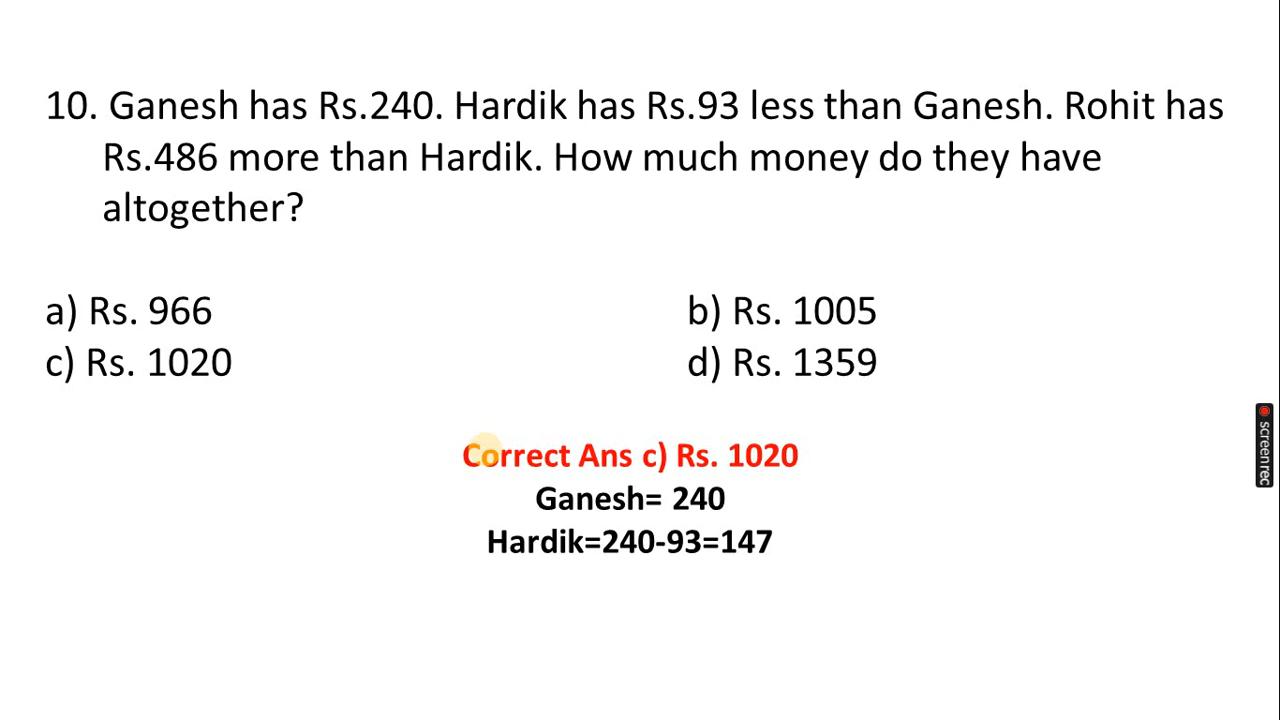 10. Ganesh has Rs.240. Hardik has Rs.93 less than Ganesh. Rohit has
Rs.486 more than Hardik. How much money do they have
altogether?
a) Rs. 966
b) Rs. 1005
c) Rs. 1020
d) Rs. 1359
Correct Ans c) Rs. 1020
Ganesh= 240
Hardik=240-93=147
screen rec